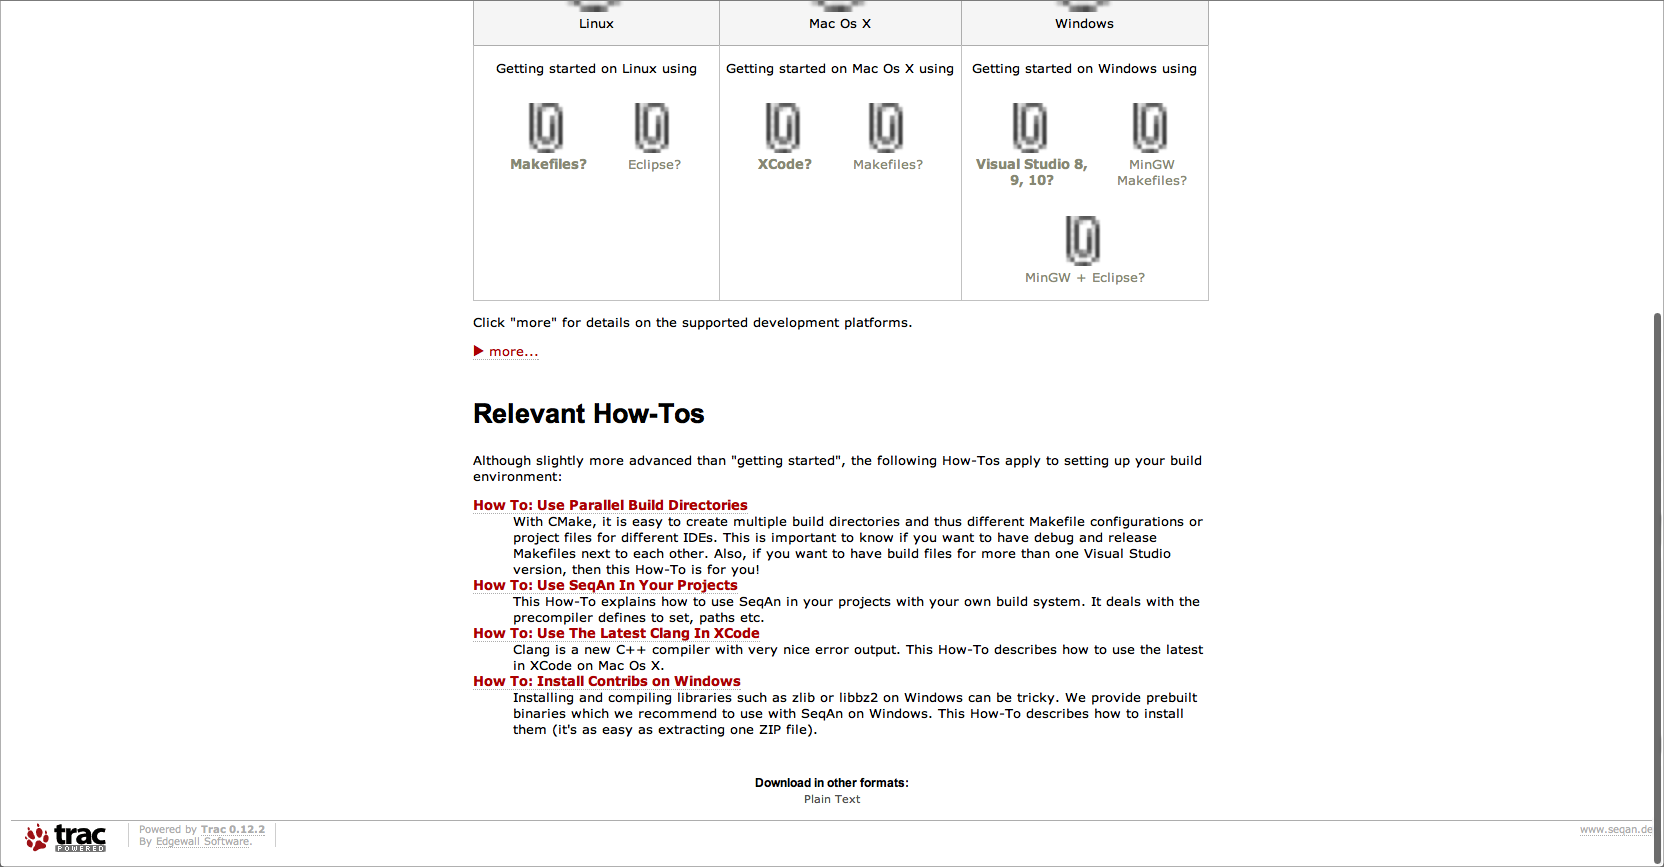 Linux
Mac Os X
Windows
Getting started on Linux using
Getting started on Mac Os X using
Getting started on Windows using
Makefiles?
Eclipse?
XCode?
Makefiles?
Visual Studio 8,
9, 10?
MinGW
Makefiles?
MinGW + Eclipse?
Click "more" for details on the supported development platforms.
more...
Relevant How-Tos
Although slightly more advanced than "getting started", the following How-Tos apply to setting up your build
environment:
How To: Use Parallel Build Directories
With CMake, it is easy to create multiple build directories and thus different Makefile configurations or
project files for different IDEs. This is important to know if you want to have debug and release
Makefiles next to each other. Also, if you want to have build files for more than one Visual Studio
version, then this How-To is for you!
How To: Use SeqAn In Your Projects
This How-To explains how to use SeqAn in your projects with your own build system. It deals with the
precompiler defines to set, paths etc.
How To: Use The Latest Clang In XCode
Clang is a new C++ compiler with very nice error output. This How-To describes how to use the latest
in XCode on Mac Os X.
How To: Install Contribs on Windows
Installing and compiling libraries such as zlib or libbz2 on Windows can be tricky. We provide prebuilt
binaries which we recommend to use with SeqAn on Windows. This How-To describes how to install
them (it's as easy as extracting one ZIP file).
Download in other formats:
Plain Text
trac
POWERED
Powered by Trac 0.12.2
By Edgewall Software.
www.seqan.de